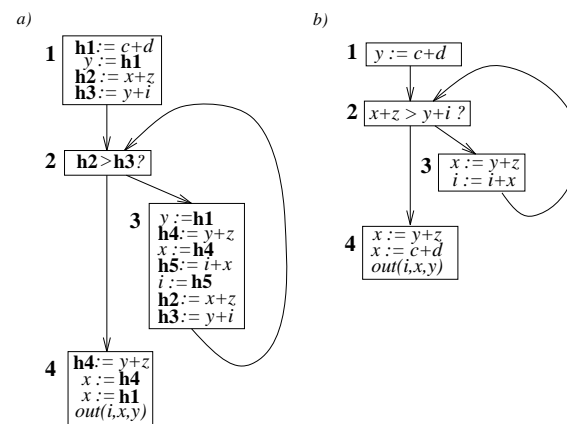 a)
1
h1:= c+d
y := h1
h2:= x+z
h3:= y+i
2
h2>h3?
3
y :=h1
h4:= y+z
x := h4
h5:= i+x
i := h5
h2:= x+z
h3:= y+i
4
h4:= y+z
x := h4
x := h1
out(i,x,y)
b)
1
y := c+d
2
x+z > y+i ?
3
x := y+z
i := i+x
4
x := y+z
x := c+d
out(i,x,y)